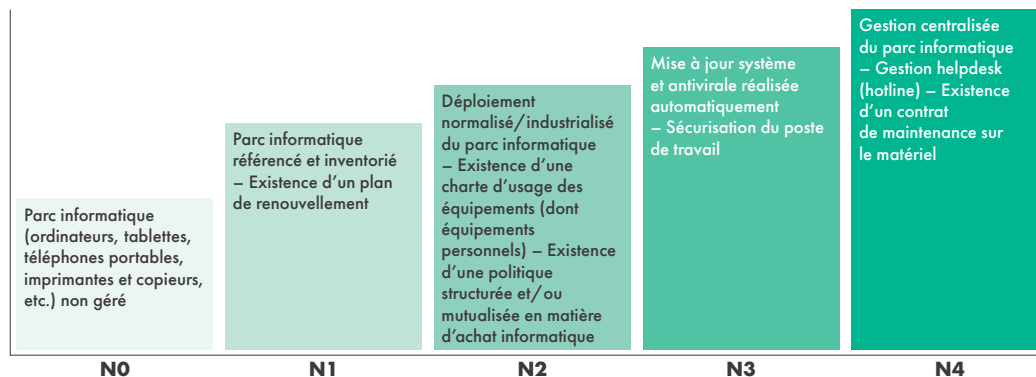 Parc informatique
(ordinateurs, tablettes,
téléphones portables,
imprimantes et copieurs,
etc.) non géré
Parc informatique
référencé et inventorié
– Existence d’un plan
de renouvellement
Déploiement
normalisé/industrialisé
du parc informatique
– Existence d’une
charte d’usage des
équipements (dont
équipements
personnels) – Existence
d’une politique
structurée et/ou
mutualisée en matière
d’achat informatique
Mise à jour système
et antivirale réalisée
automatiquement
– Sécurisation du poste
de travail
Gestion centralisée
du parc informatique
– Gestion helpdesk
(hotline) – Existence
d’un contrat
de maintenance sur
le matériel
N0
N1
N2
N3
N4